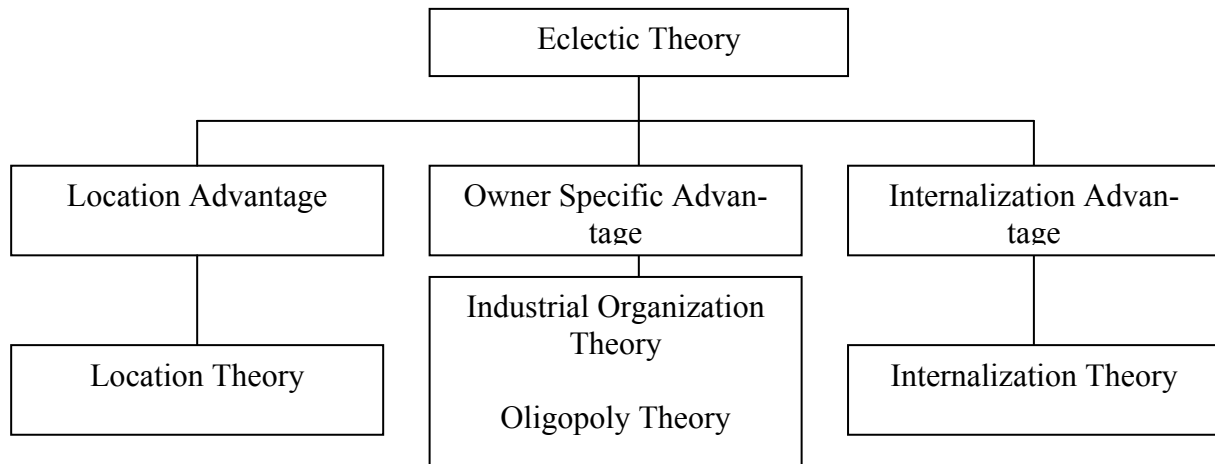 Eclectic Theory
Location Advantage
Owner Specific Advan-
tage
Internalization Advan-
tage
Industrial Organization
Theory
Location Theory
Internalization Theory
Oligopoly Theory